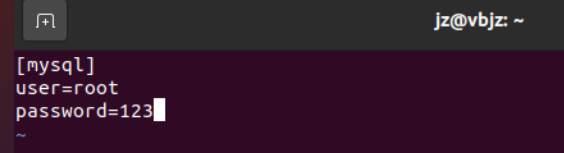 jz@vbjz: ~
[mysql]
user=root
password=123
~